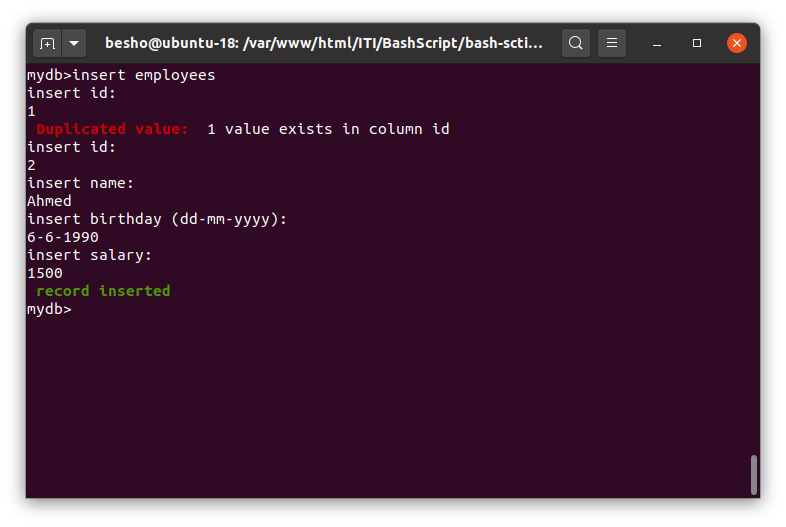 besho@ubuntu-18: /var/www/html/ITI/BashScript/bash-scti...
mydb>insert employees
insert id:
1
Duplicated value:  1 value exists in column id
insert id:
2
insert name:
Ahmed
insert birthday (dd-mm-yyyy):
6-6-1990
insert salary:
1500
record inserted
mydb>